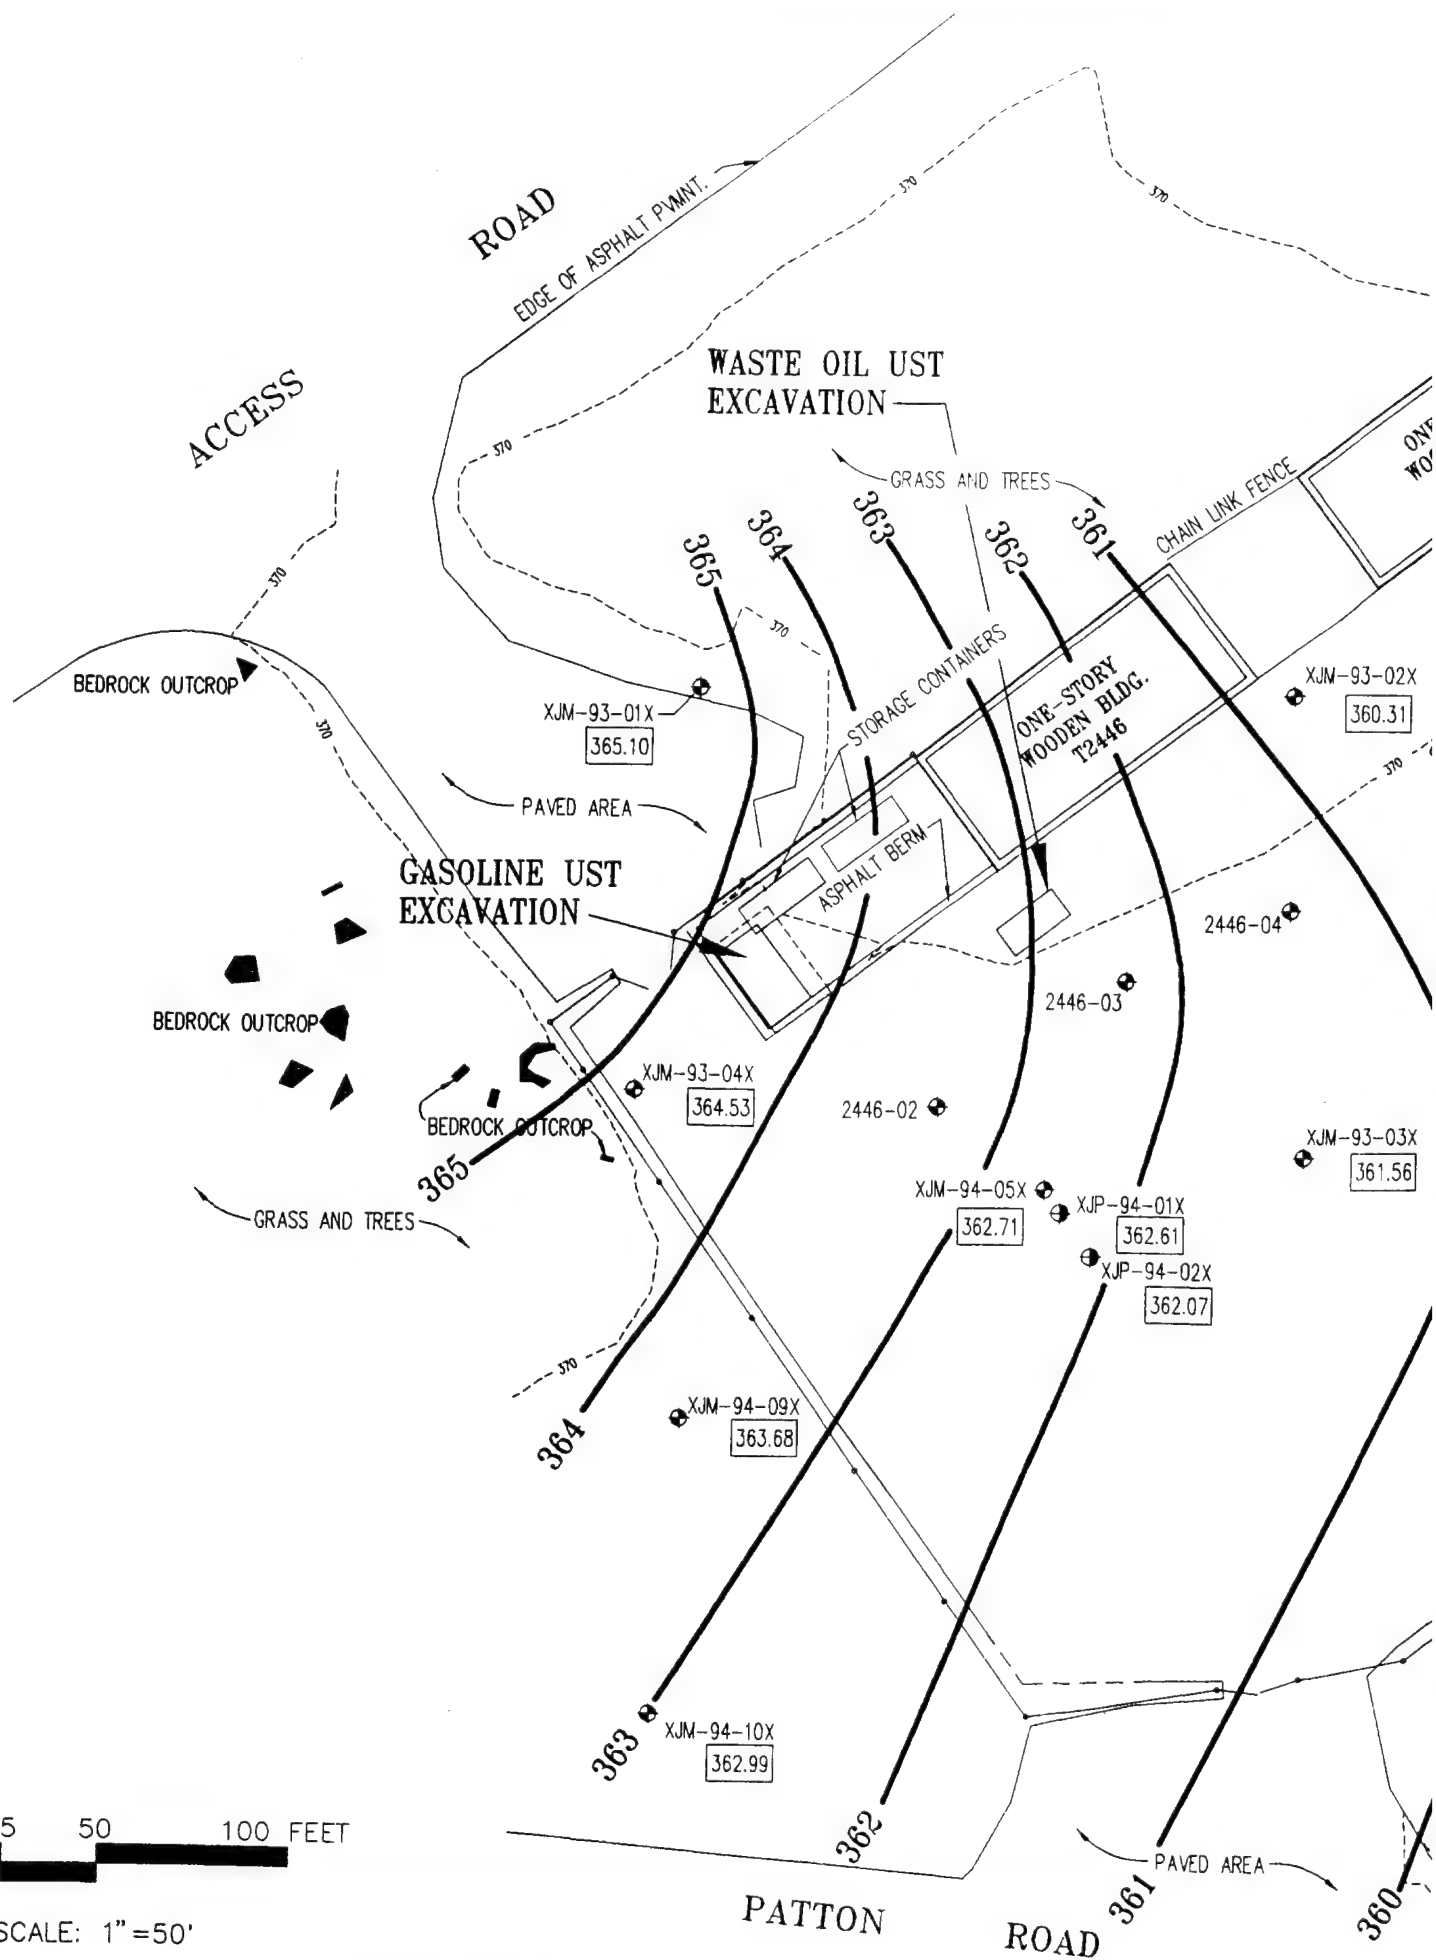 370
370
ROAD
EDGE OF ASPHALT PVMNT.
WASTE OIL UST
EXCAVATION
ACCESS
370
GRASS AND TREES
ONE
WOO
CHAIN LINK FENCE
363
364
365
362
361
370
370
STORAGE CONTAINERS
BEDROCK OUTCROP
370
XJM-93-01X
365.10
ONE-STORY
WOODEN BLDG.
T2446
XJM-93-02X
360.31
370
PAVED AREA
ASPHALT BERM
GASOLINE UST
EXCAVATION
2446-04
2446-03
BEDROCK OUTCROP
XJM-93-04X
364.53
2446-02
BEDROCK OUTCROP
365
XJM-93-03X
361.56
XJM-94-05X
362.71
XJP-94-01X
362.61
GRASS AND TREES
XJP-94-02X
362.07
370
XJM-94-09X
363.68
364
XJM-94-10X
362.99
363
5 50 100 FEET
362
PAVED AREA
361
360
PATTON ROAD
SCALE: 1"=50'